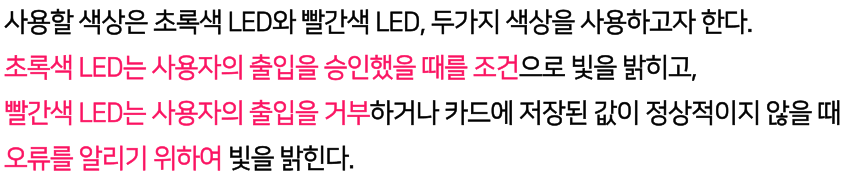 사용할 색상은 초록색 LED와 빨간색 LED, 두가지 색상을 사용하고자 한다.
초록색 LED는 사용자의 출입을 승인했을 때를 조건으로 빛을 밝히고,
빨간색 LED는 사용자의 출입을 거부하거나 카드에 저장된 값이 정상적이지 않을 때
오류를 알리기 위하여 빛을 밝힌다.